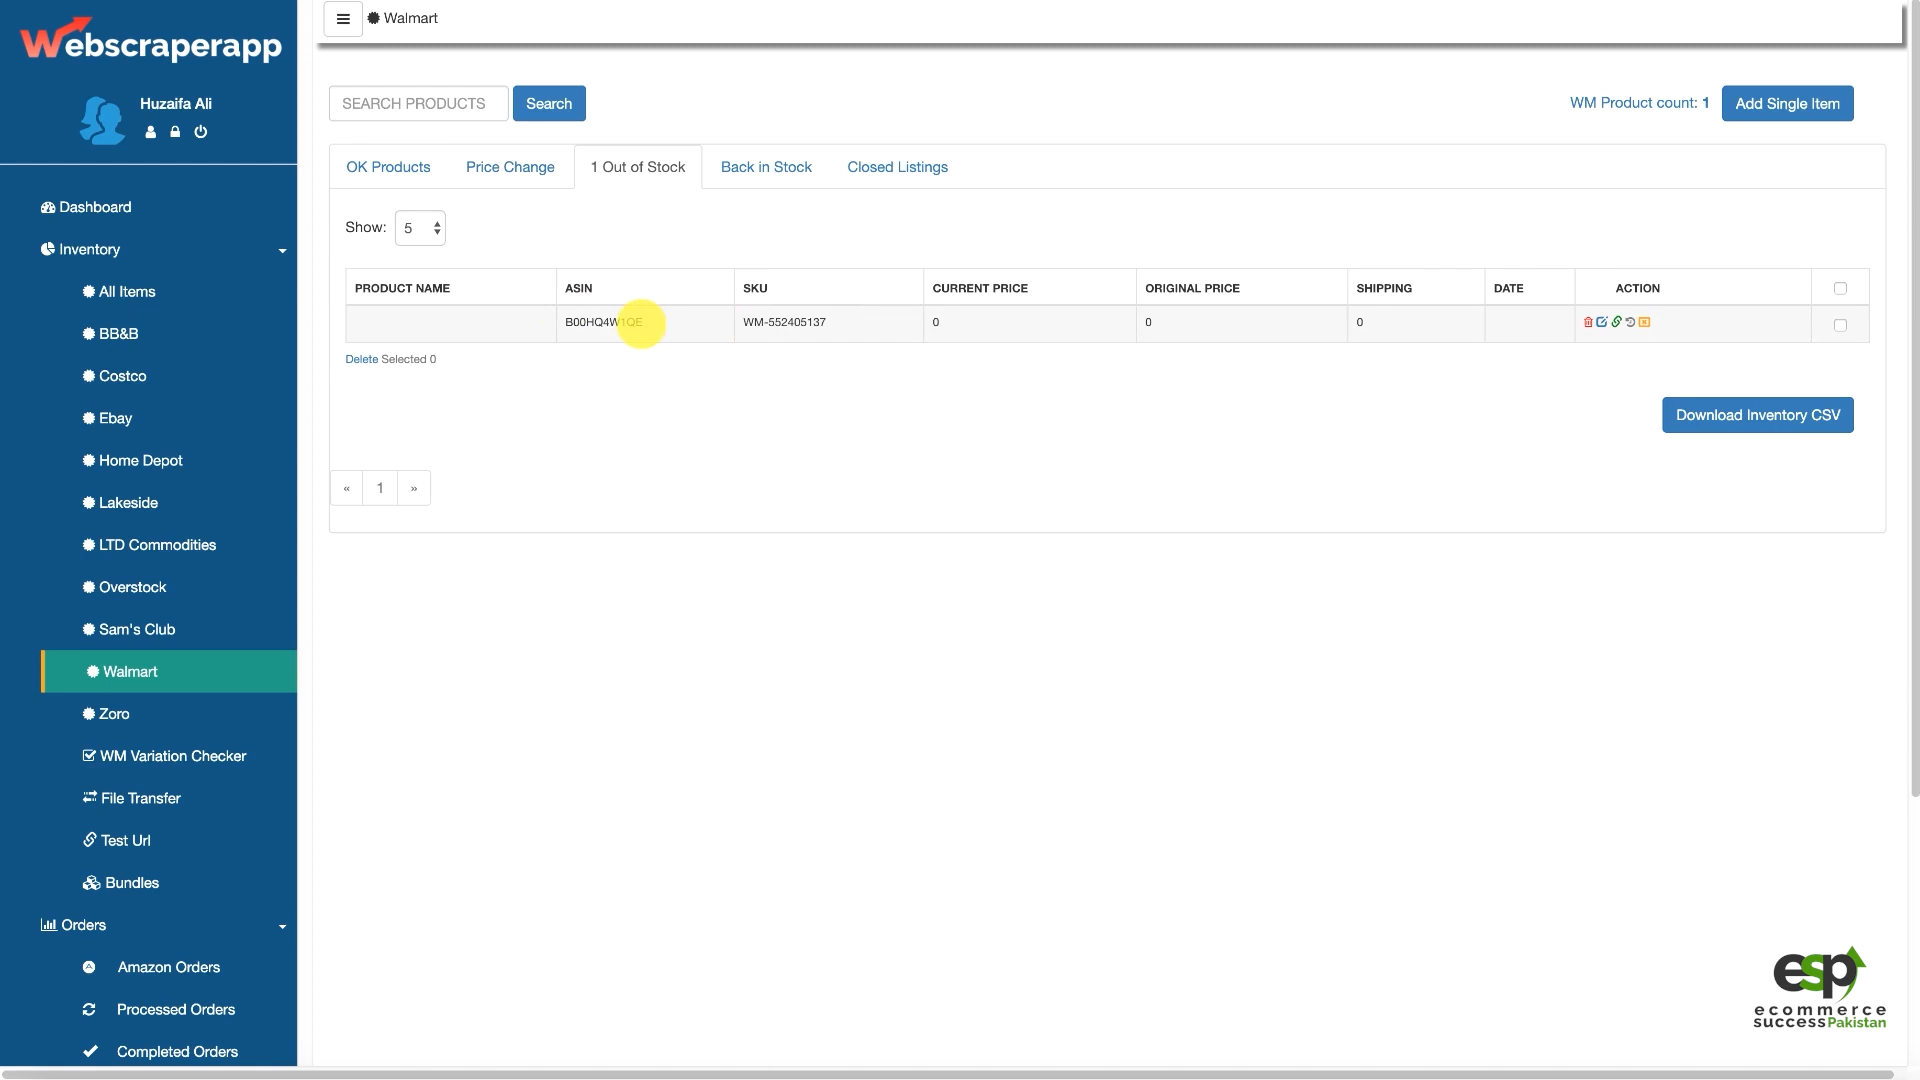 Webscraperapp
Huzaifa Ali
Dashboard
Inventory
All Items
BB&B
Costco
Ebay
Home Depot
Lakeside
LTD Commodities
Overstock
Sam's Club
Walmart
Zoro
WM Variation Checker
File Transfer
Test Url
Bundles
Orders
Amazon Orders
Processed Orders
Completed Orders
Walmart
SEARCH PRODUCTS Search WM Product count: 1 Add Single Item
OK Products Price Change 1 Out of Stock Back in Stock Closed Listings
Show: 5
PRODUCT NAME ASIN SKU CURRENT PRICE ORIGINAL PRICE SHIPPING DATE ACTION
B00HQ4W1QE WM-552405137 0 0 0
Delete Selected 0
Download Inventory CSV
« 1 »
esp
ecommerce
successPakistan